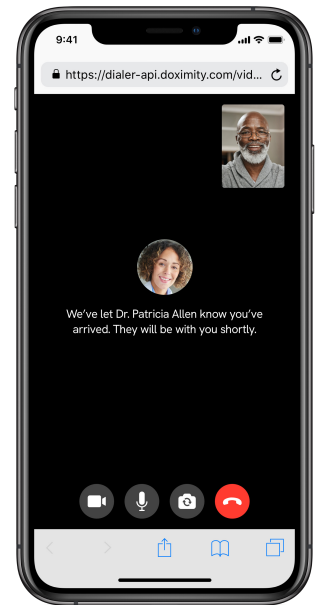 9:41
https://dialer-api.doximity.com/vid...
We've let Dr. Patricia Allen know you've
arrived. They will be with you shortly.